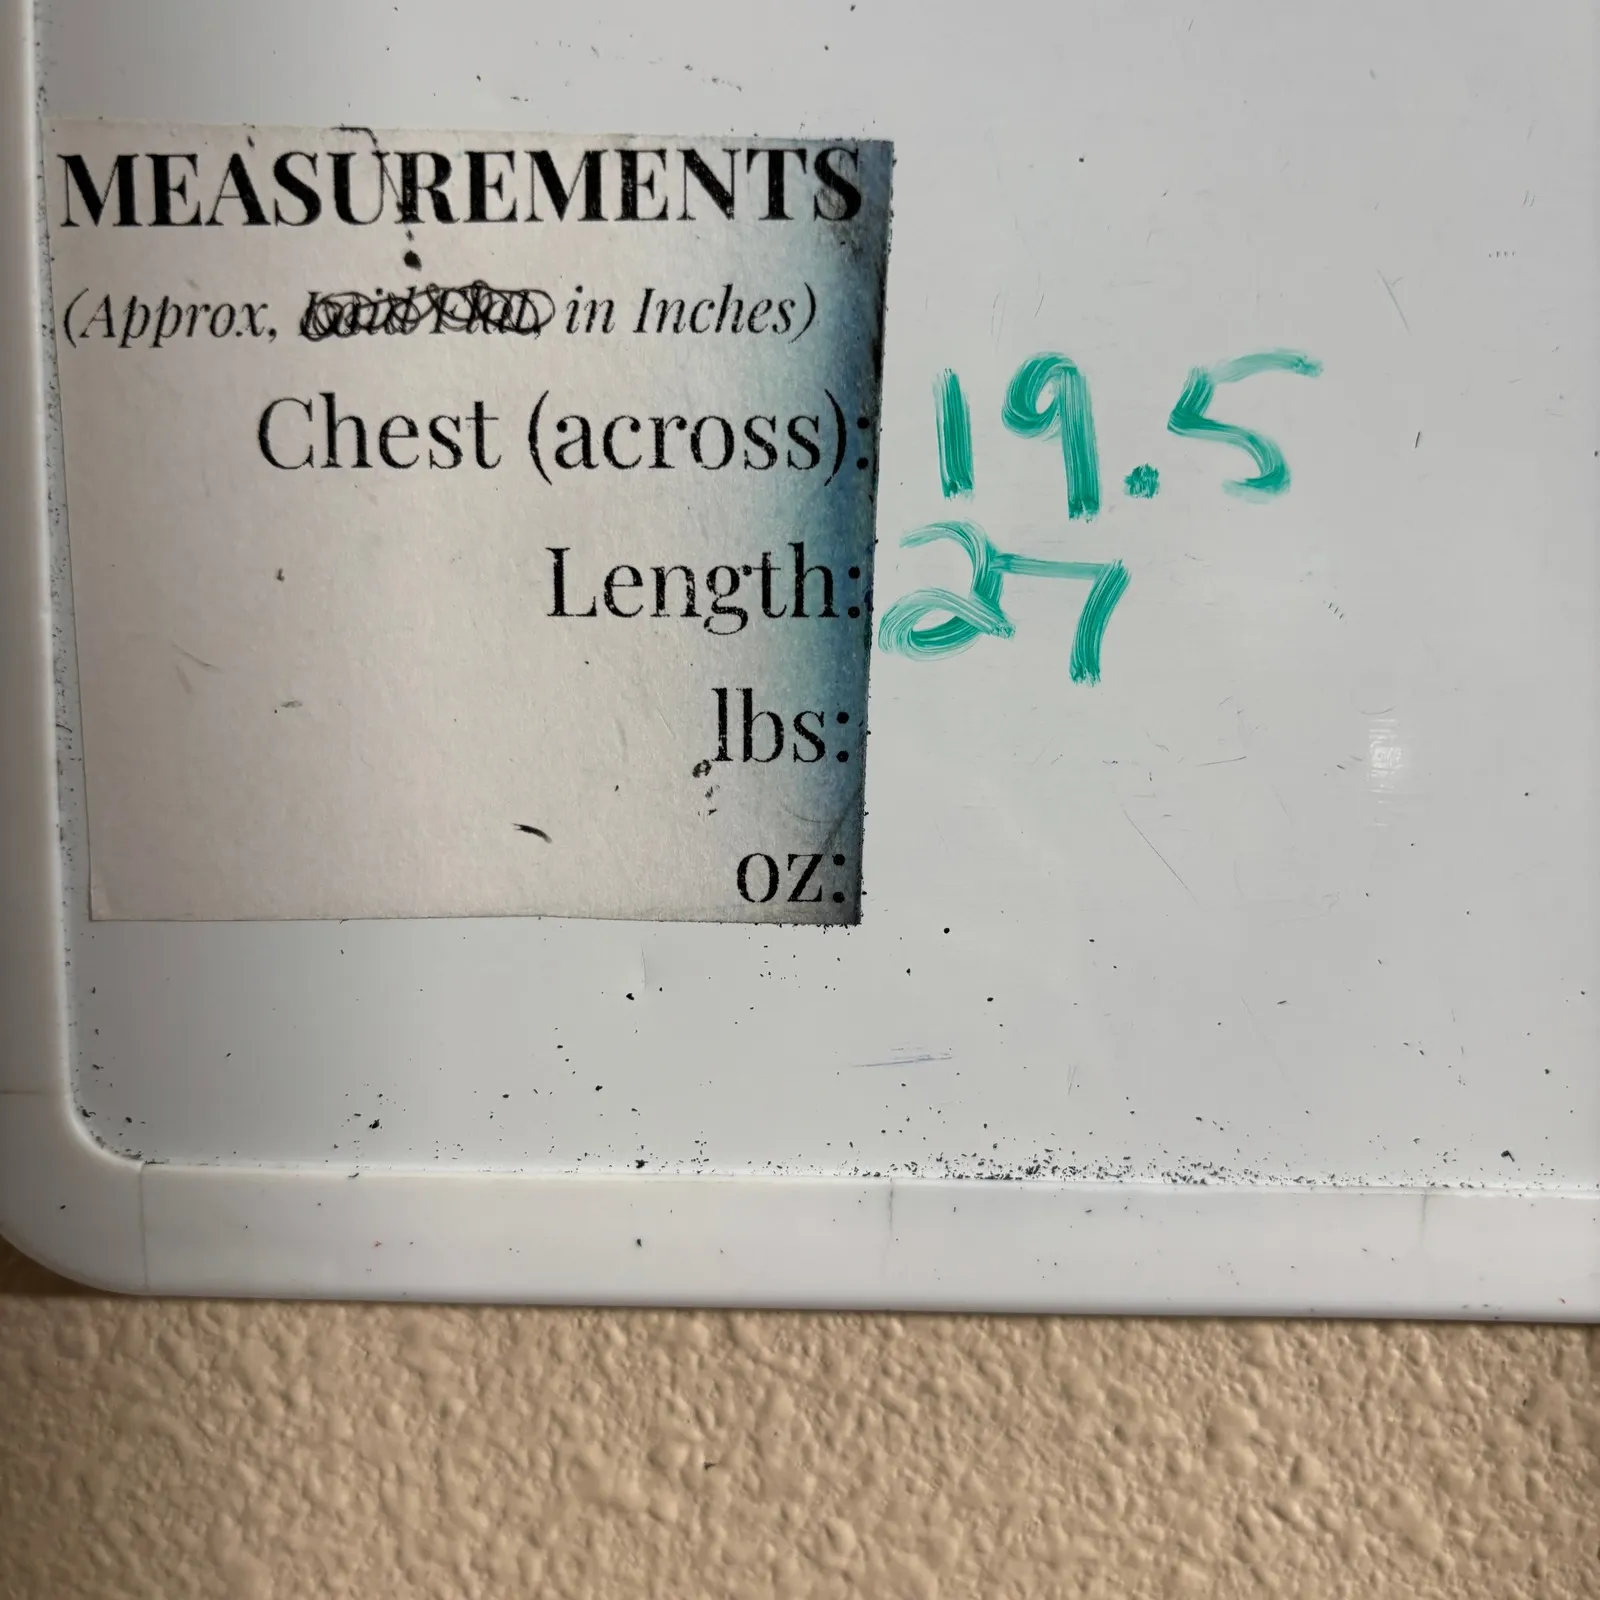 MEASUREMENTS
(Approx, in Inches)
Chest (across): 19.5
Length: 27
lbs:
oz: